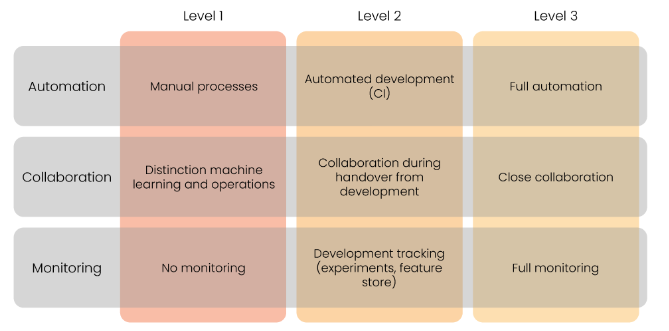 Level 1
Level 2
Level 3
Automation
Manual processes
Automated development
(CI)
Full automation
Collaboration
Distinction machine
learning and operations
Collaboration during
handover from
development
Close collaboration
Monitoring
No monitoring
Development tracking
(experiments, feature
store)
Full monitoring